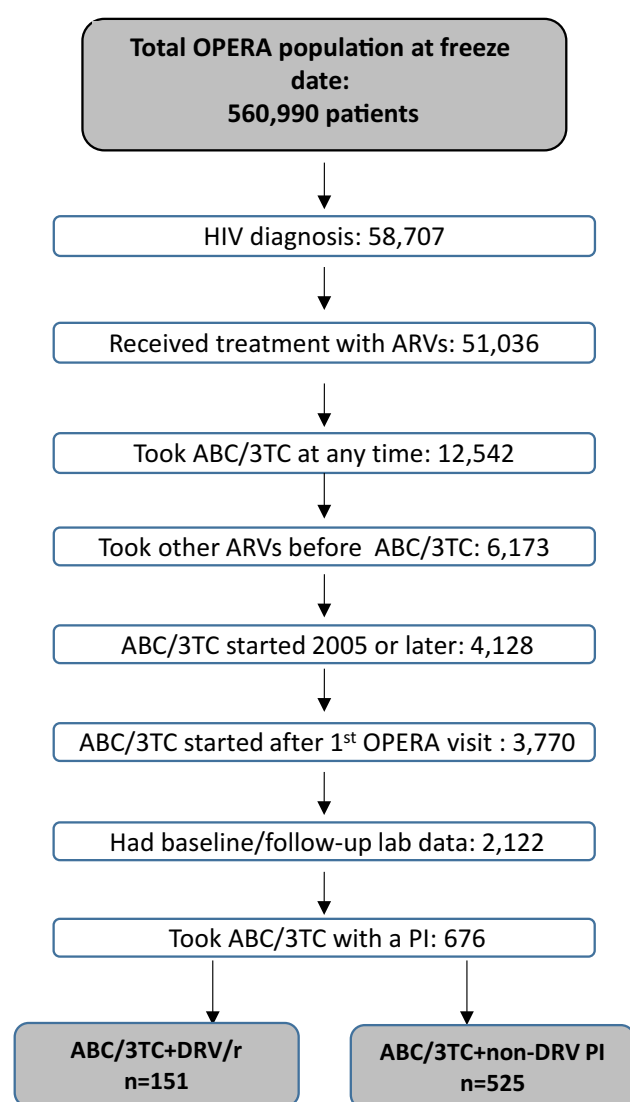 Total OPERA population at freeze
date:
560,990 patients
HIV diagnosis: 58,707
Received treatment with ARVs: 51,036
Took ABC/3TC at any time: 12,542
Took other ARVs before ABC/3TC: 6,173
ABC/3TC started 2005 or later: 4,128
ABC/3TC started after 1st OPERA visit : 3,770
Had baseline/follow-up lab data: 2,122
Took ABC/3TC with a PI: 676
ABC/3TC+DRV/r
n=151
ABC/3TC+non-DRV PI
n=525